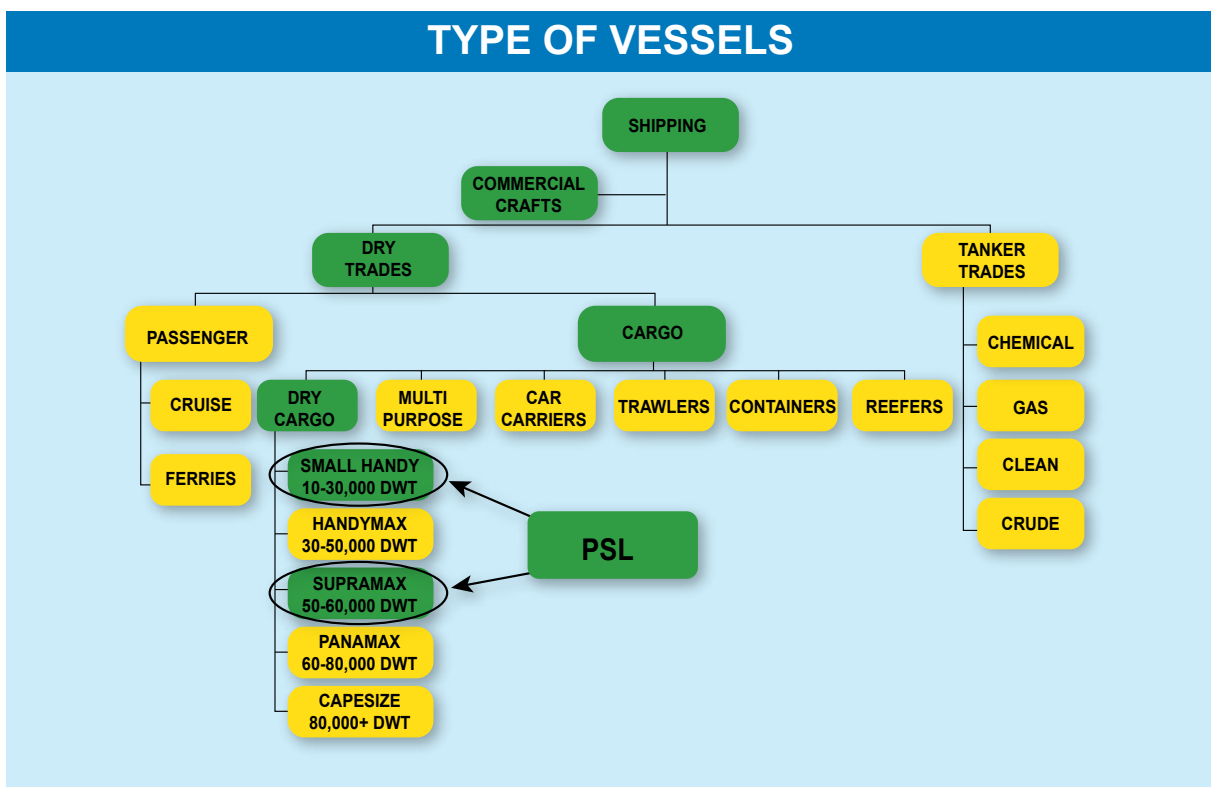 TYPE OF VESSELS
SHIPPING
COMMERCIAL
CRAFTS
DRY
TRADES
TANKER
TRADES
PASSENGER
CARGO
CHEMICAL
CRUISE
DRY
CARGO
MULTI
PURPOSE
CAR
CARRIERS
TRAWLERS
CONTAINERS
REEFERS
GAS
FERRIES
SMALL HANDY
10-30,000 DWT
CLEAN
HANDYMAX
30-50,000 DWT
CRUDE
PSL
SUPRAMAX
50-60,000 DWT
PANAMAX
60-80,000 DWT
CAPESIZE
80,000+ DWT